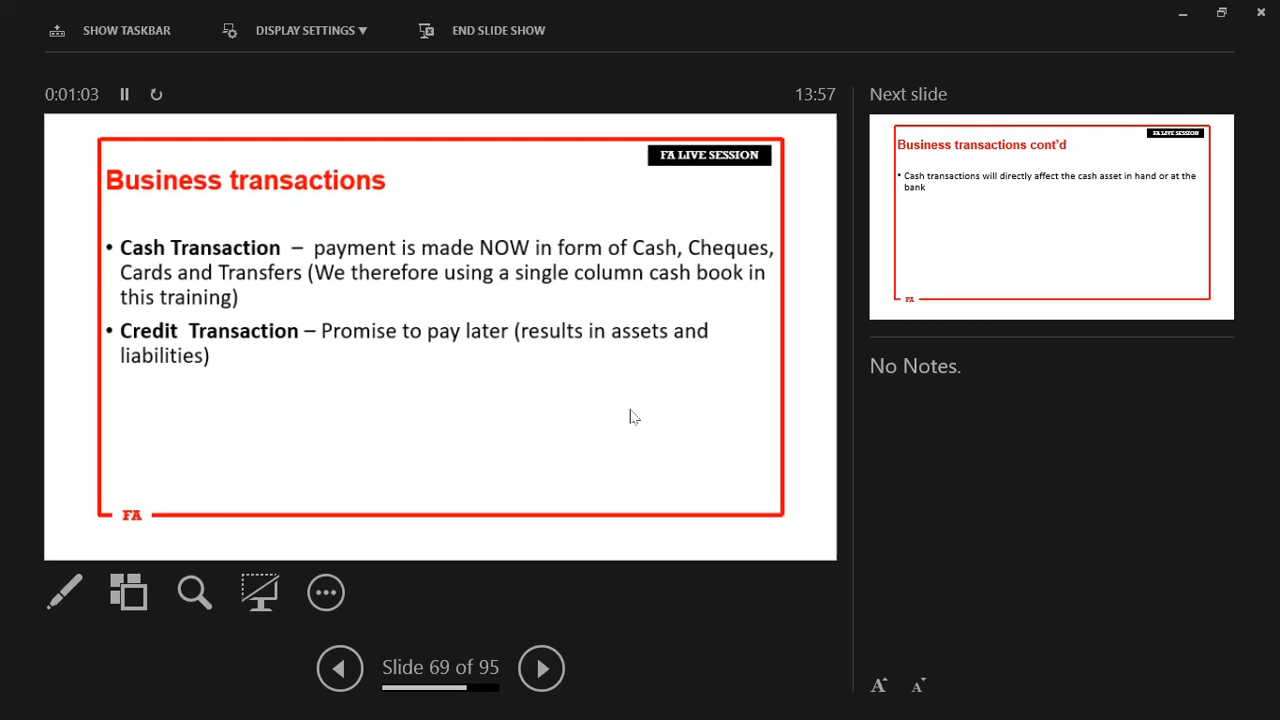 SHOW TASKBAR
DISPLAY SETTINGS ▼
END SLIDE SHOW
0:01:03
13:57
FA LIVE SESSION
Business transactions
• Cash Transaction – payment is made NOW in form of Cash, Cheques,
Cards and Transfers (We therefore using a single column cash book in
this training)
• Credit Transaction – Promise to pay later (results in assets and
liabilities)
FA
Slide 69 of 95
Next slide
FA LIVE SESSION
Business transactions cont'd
• Cash transactions will directly affect the cash asset in hand or at the
bank
FA
No Notes.
A A